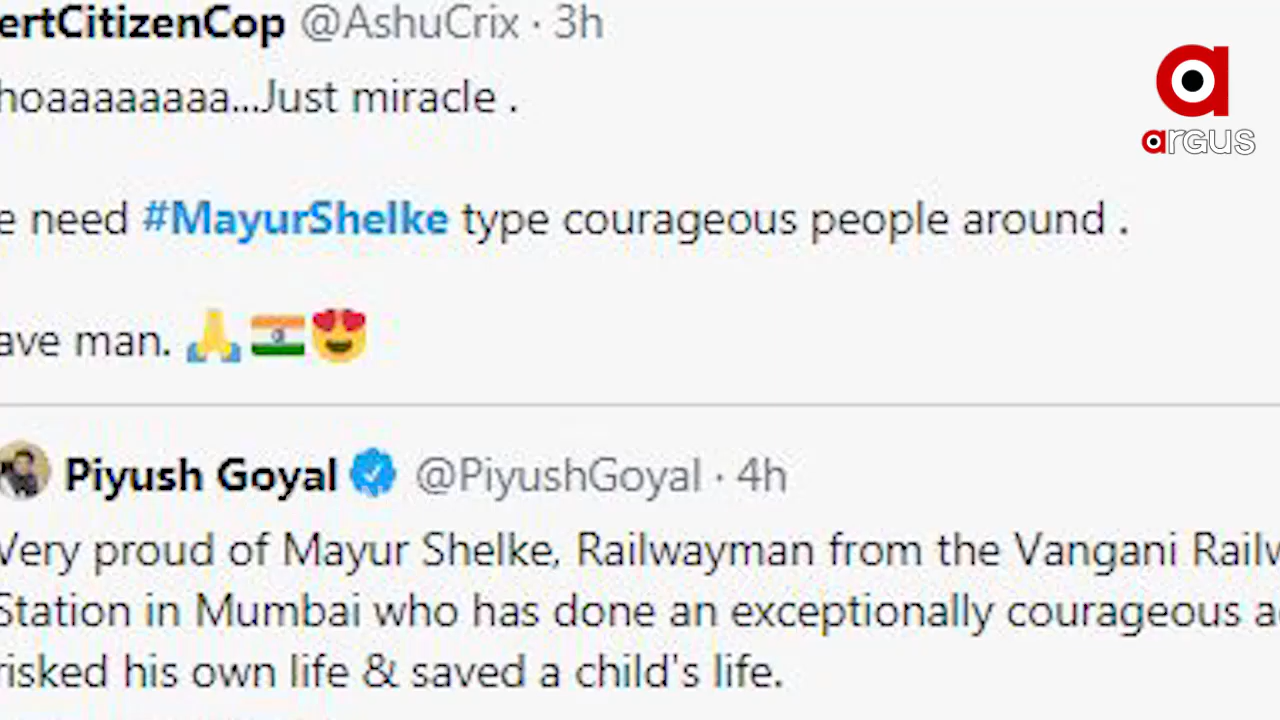 ertCitizenCop @AshuCrix · 3h
hoaaaaaaaa...Just miracle .
e need #MayurShelke type courageous people around .
ave man. 🙏🇮🇳😍
Piyush Goyal @PiyushGoyal · 4h
Very proud of Mayur Shelke, Railwayman from the Vangani Railw
Station in Mumbai who has done an exceptionally courageous a
risked his own life & saved a child's life.
argus